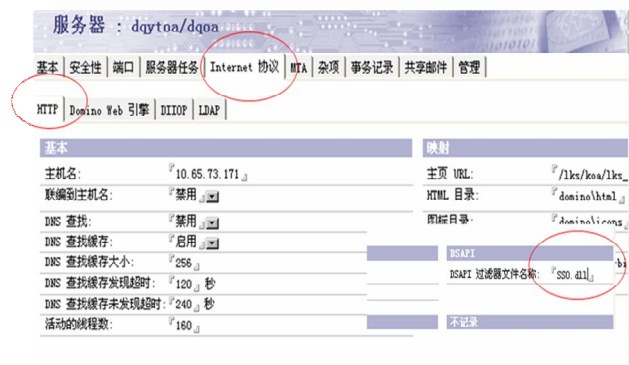 服务器 : dqytoa/dqoa
基本 安全性 端口 服务器任务 Internet 协议 MTA 杂项 事务记录 共享邮件 管理
HTTP Domino Web 引擎 DIIOP LDAP
基本
主机名: 『10.65.73.171』
联编到主机名: 『禁用』
DNS 查找: 『禁用』
DNS 查找缓存: 『启用』
DNS 查找缓存大小: 『256』
DNS 查找缓存发现超时: 『120』秒
DNS 查找缓存未发现超时: 『240』秒
活动的线程数: 『160』
映射
主页 URL: 『/lks/koa/lks_
HTML 目录: 『domino\html』
图标目录: 『domino\icons』
DSAPI
DSAPI 过滤器文件名称: 『SSO.dll』
不记录